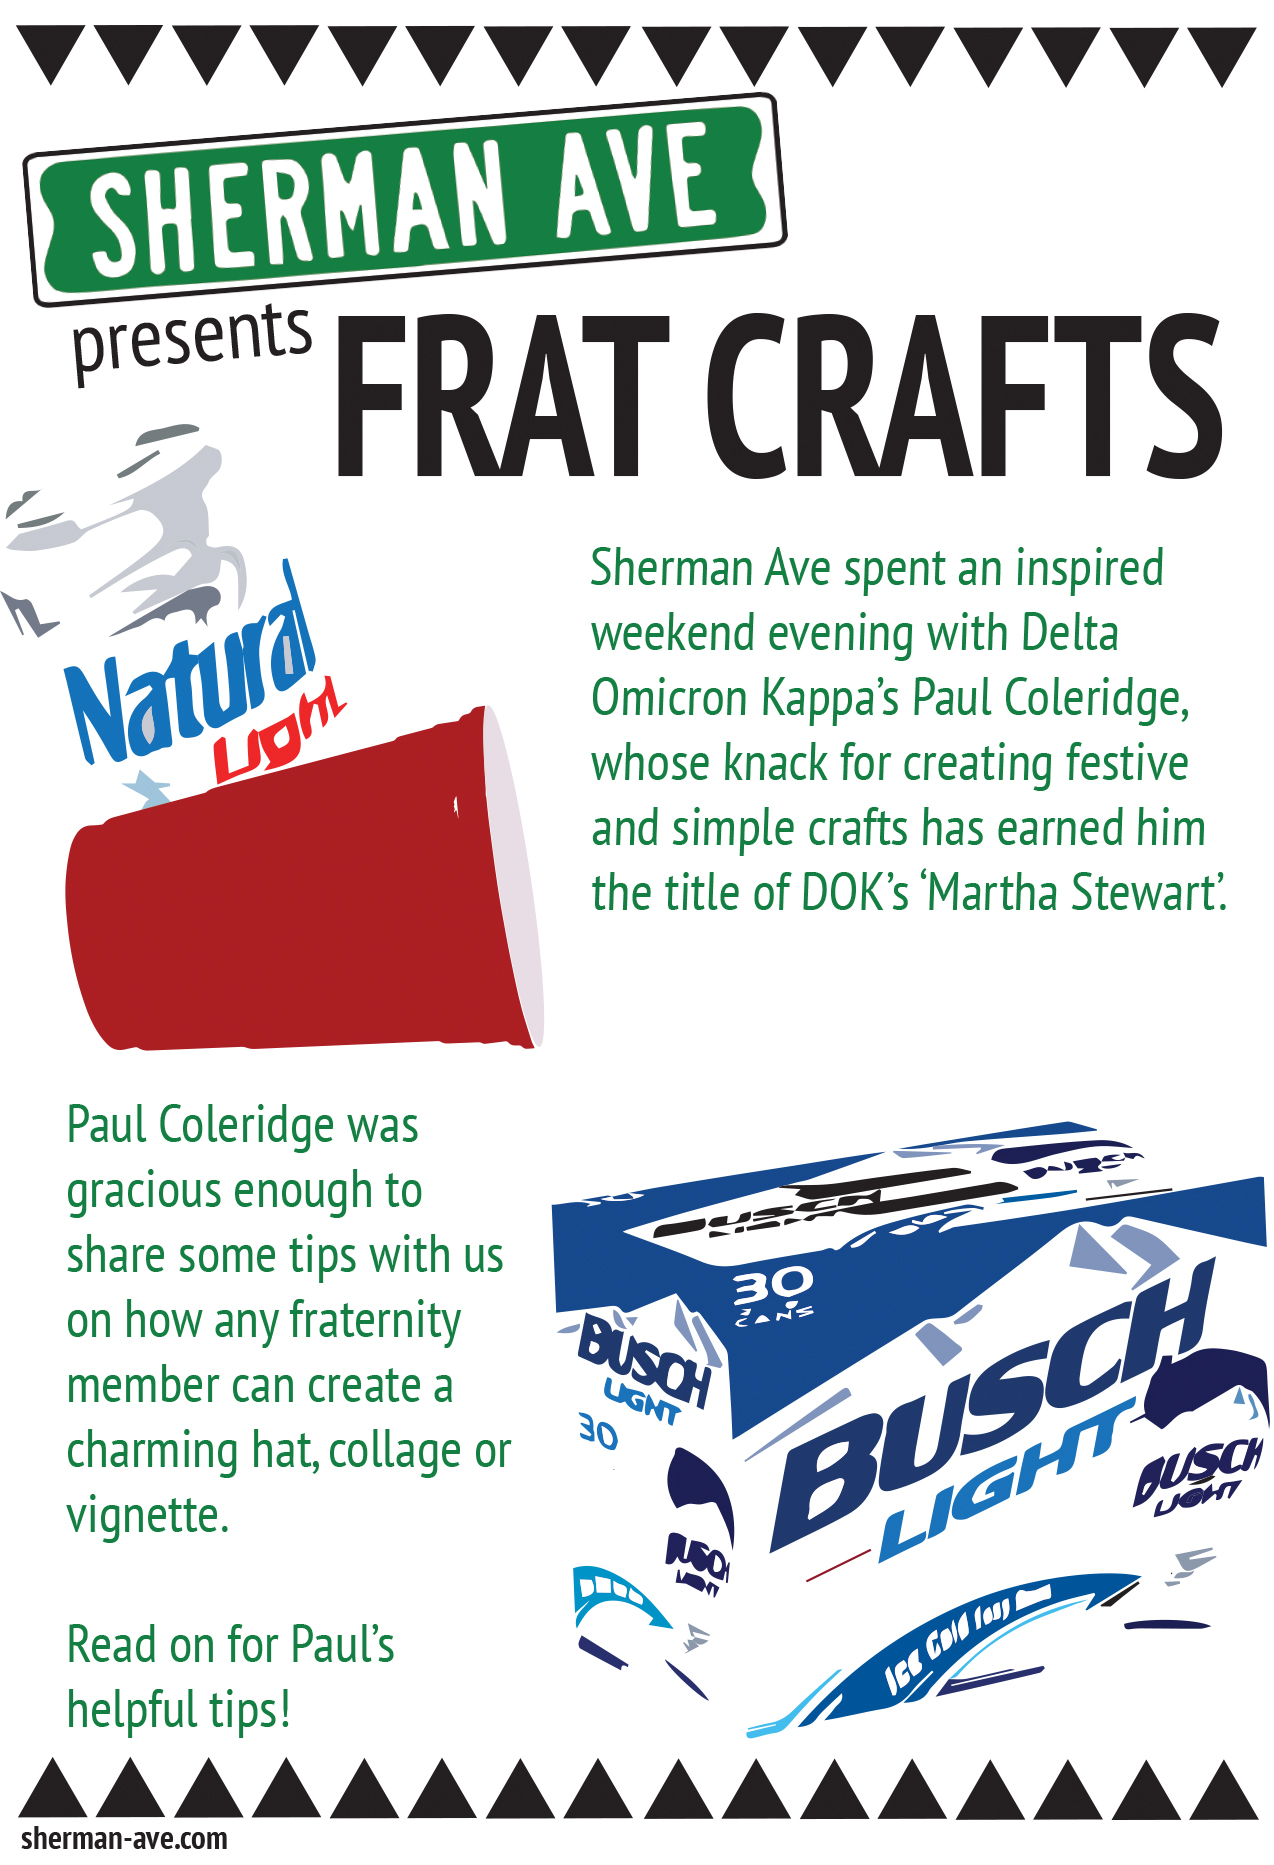 SHERMAN AVE
presents
FRAT CRAFTS
Natural
Light
Sherman Ave spent an inspired
weekend evening with Delta
Omicron Kappa’s Paul Coleridge,
whose knack for creating festive
and simple crafts has earned him
the title of DOK’s ‘Martha Stewart’.
Paul Coleridge was
gracious enough to
share some tips with us
on how any fraternity
member can create a
charming hat, collage or
vignette.
Read on for Paul’s
helpful tips!
30
CANS
BUSCH
LIGHT
BUSCH
LIGHT
30
BUSCH
LIGHT
BUSCH
Ice Cold Easy
sherman-ave.com